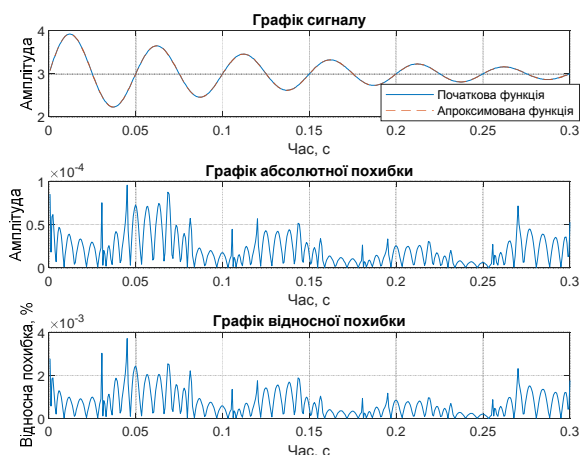 Графік сигналу
Амплітуда
4
3
2
0
0.05
0.1
0.15
0.2
0.25
0.3
Час, с
Початкова функція
Апроксимована функція
Графік абсолютної похибки
×10^-4
Амплітуда
1
0.5
0
0
0.05
0.1
0.15
0.2
0.25
0.3
Час, с
Графік відносної похибки
×10^-3
Відносна похибка, %
4
2
0
0
0.05
0.1
0.15
0.2
0.25
0.3
Час, с